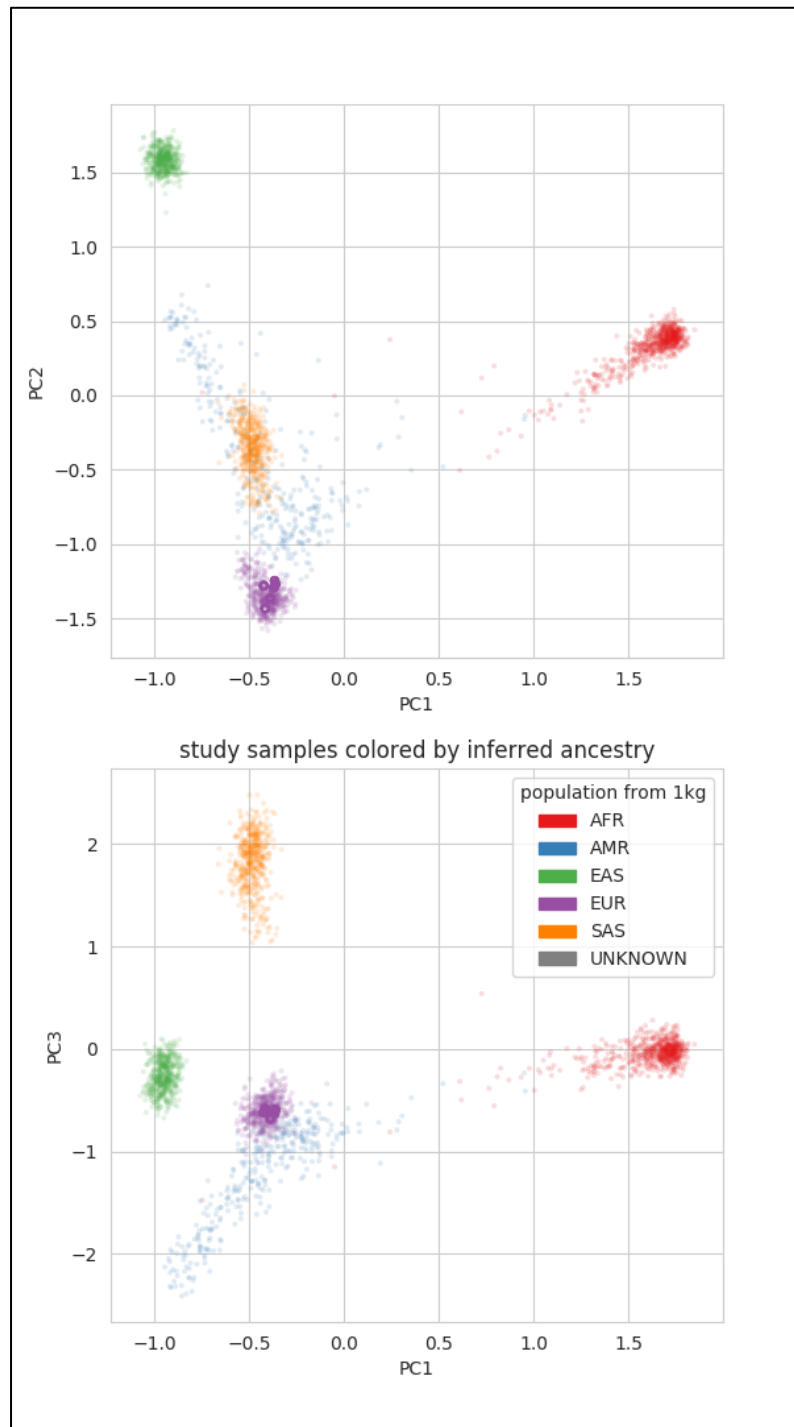 1.5
1.0
0.5
0.0
−0.5
−1.0
−1.5
PC2
−1.0 −0.5 0.0 0.5 1.0 1.5
PC1
study samples colored by inferred ancestry
population from 1kg
AFR
AMR
EAS
EUR
SAS
UNKNOWN
2
1
0
−1
−2
PC3
−1.0 −0.5 0.0 0.5 1.0 1.5
PC1